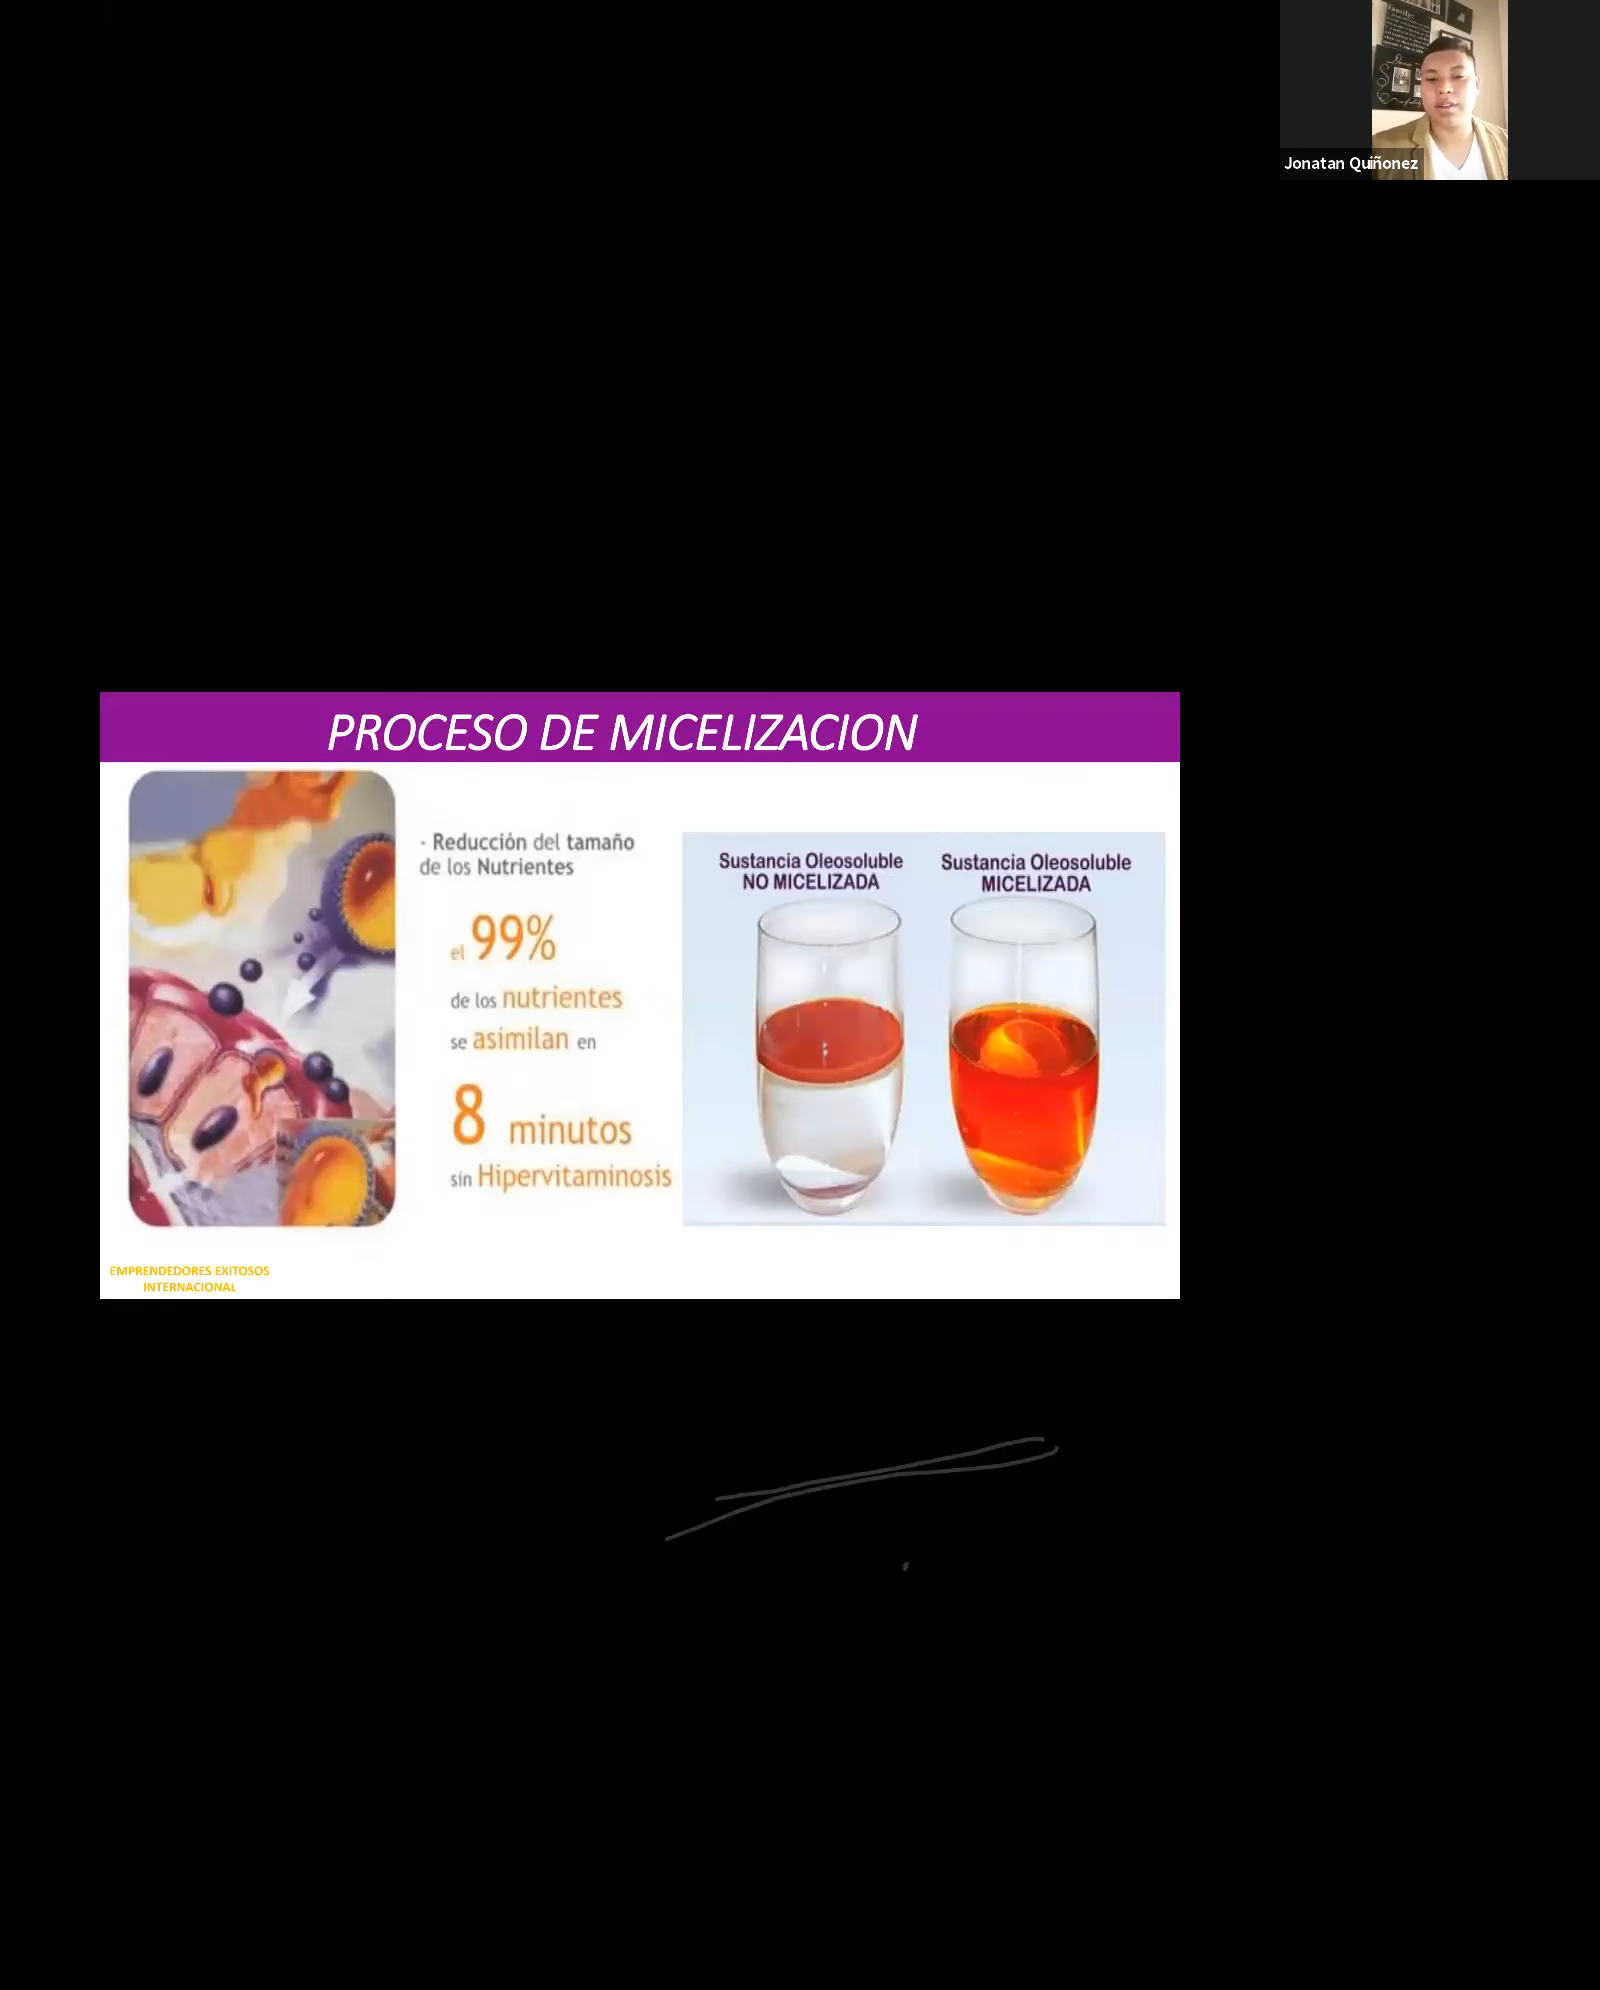 Family:
Jonatan Quiñonez
PROCESO DE MICELIZACION
- Reducción del tamaño
de los Nutrientes
el 99%
de los nutrientes
se asimilan en
8 minutos
sin Hipervitaminosis
Sustancia Oleosoluble
NO MICELIZADA
Sustancia Oleosoluble
MICELIZADA
EMPRENDEDORES EXITOSOS
INTERNACIONAL